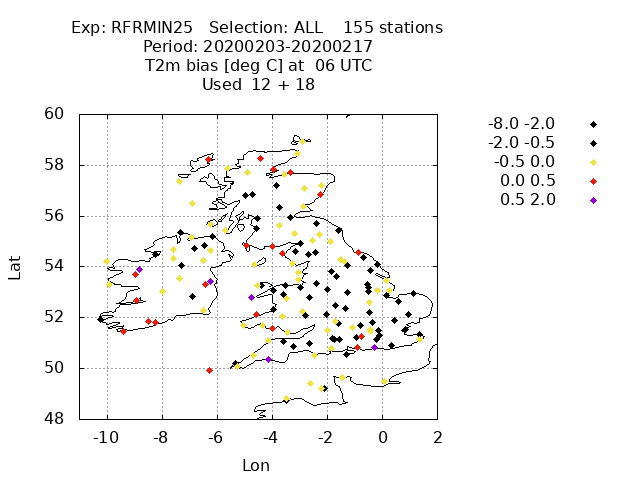 Exp: RFRMIN25 Selection: ALL 155 stations
Period: 20200203-20200217
T2m bias [deg C] at 06 UTC
Used 12 + 18
60
58
56
54
52
50
48
Lat
-10 -8 -6 -4 -2 0 2
Lon
-8.0 -2.0
-2.0 -0.5
-0.5 0.0
0.0 0.5
0.5 2.0